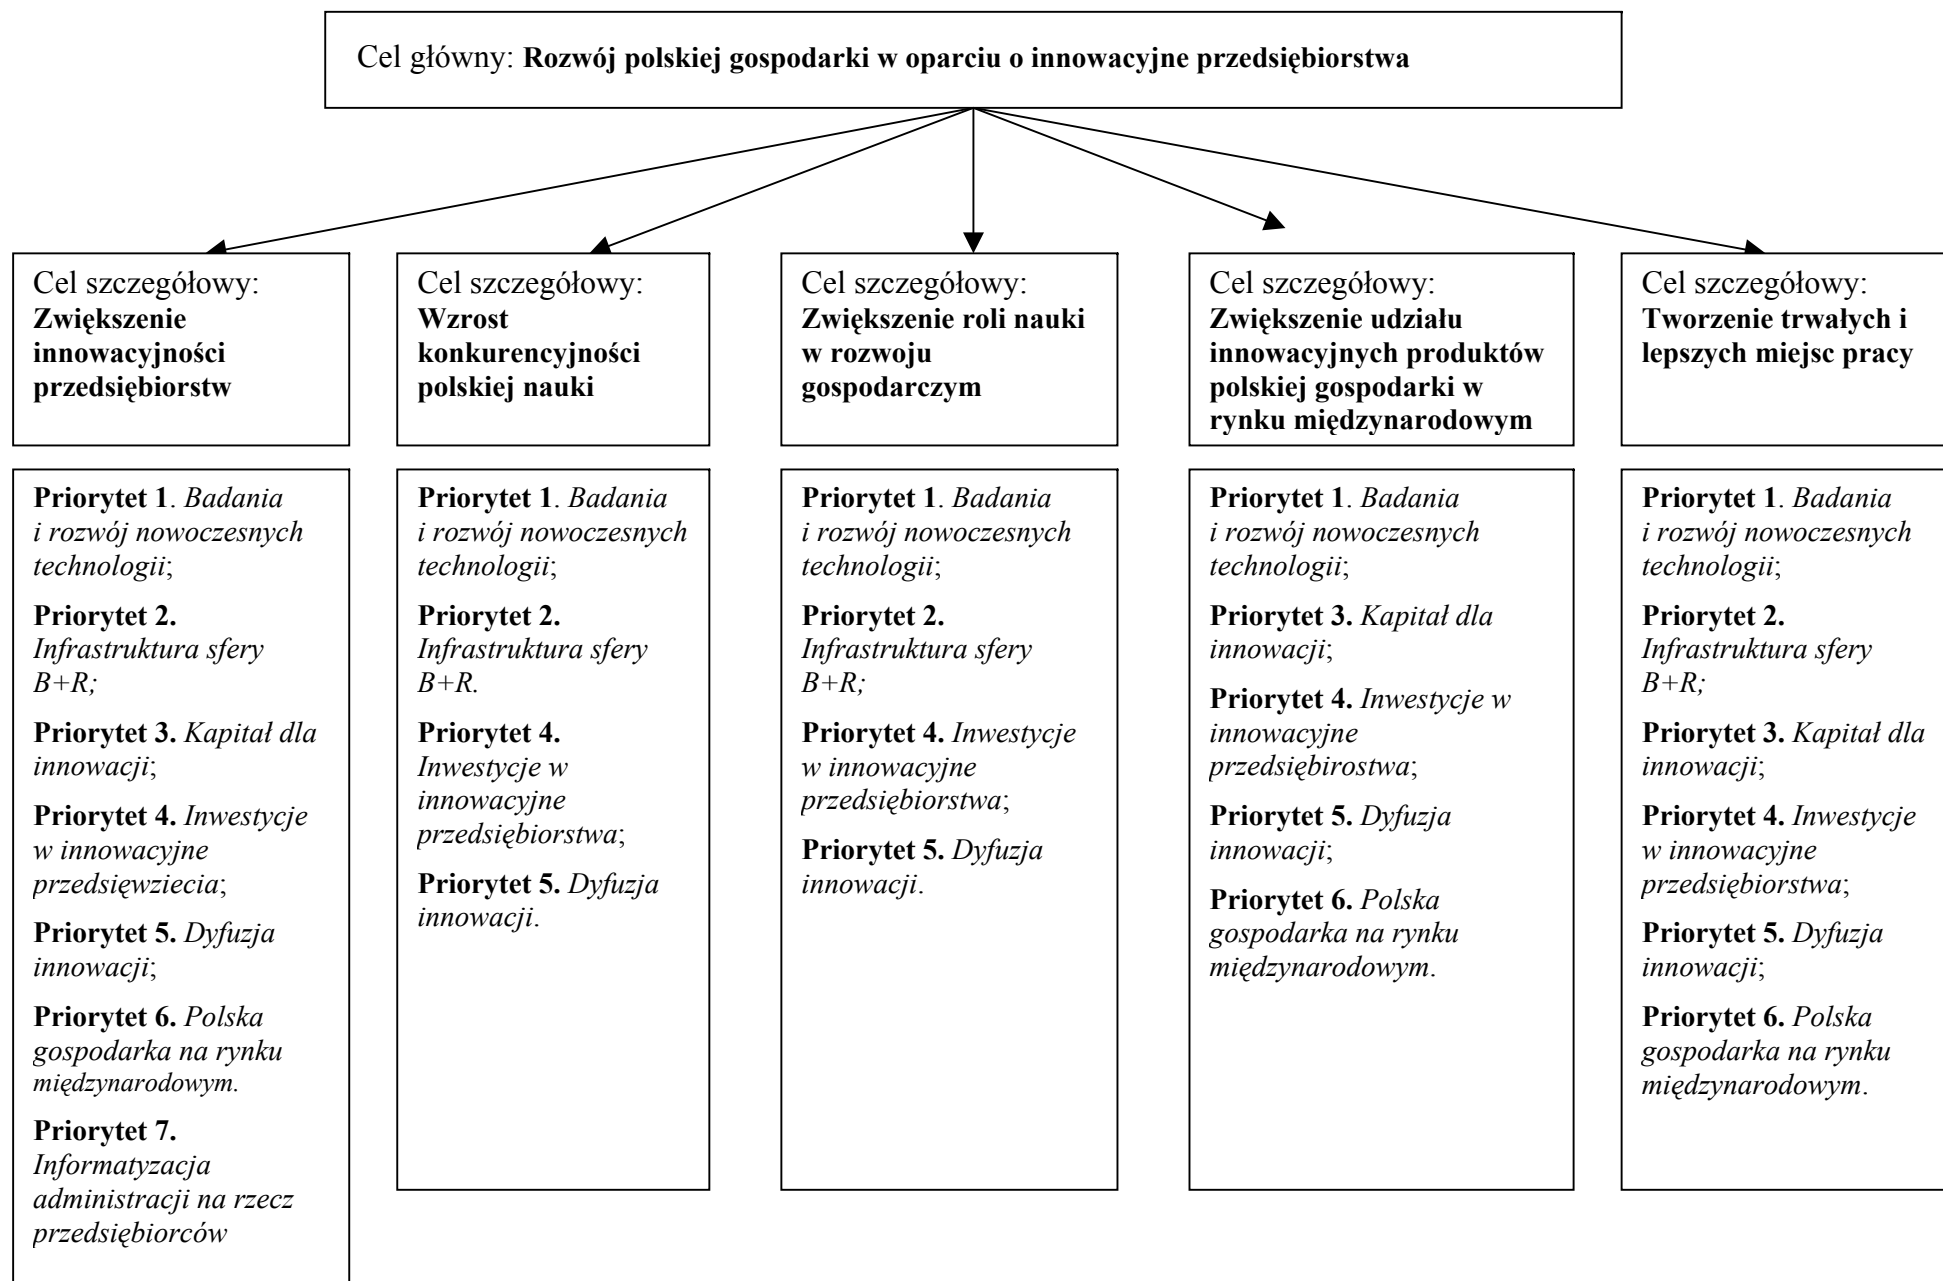 Cel główny: Rozwój polskiej gospodarki w oparciu o innowacyjne przedsiębiorstwa
Cel szczegółowy:
Zwiększenie
innowacyjności
przedsiębiorstw
Cel szczegółowy:
Wzrost
konkurencyjności
polskiej nauki
Cel szczegółowy:
Zwiększenie roli nauki
w rozwoju
gospodarczym
Cel szczegółowy:
Zwiększenie udziału
innowacyjnych produktów
polskiej gospodarki w
rynku międzynarodowym
Cel szczegółowy:
Tworzenie trwałych i
lepszych miejsc pracy
Priorytet 1. Badania
i rozwój nowoczesnych
technologii;
Priorytet 2.
Infrastruktura sfery
B+R;
Priorytet 3. Kapitał dla
innowacji;
Priorytet 4. Inwestycje
w innowacyjne
przedsięwziecia;
Priorytet 5. Dyfuzja
innowacji;
Priorytet 6. Polska
gospodarka na rynku
międzynarodowym.
Priorytet 7.
Informatyzacja
administracji na rzecz
przedsiębiorców
Priorytet 1. Badania
i rozwój nowoczesnych
technologii;
Priorytet 2.
Infrastruktura sfery
B+R.
Priorytet 4.
Inwestycje w
innowacyjne
przedsiębiorstwa;
Priorytet 5. Dyfuzja
innowacji.
Priorytet 1. Badania
i rozwój nowoczesnych
technologii;
Priorytet 2.
Infrastruktura sfery
B+R;
Priorytet 4. Inwestycje
w innowacyjne
przedsiębiorstwa;
Priorytet 5. Dyfuzja
innowacji.
Priorytet 1. Badania
i rozwój nowoczesnych
technologii;
Priorytet 3. Kapitał dla
innowacji;
Priorytet 4. Inwestycje w
innowacyjne
przedsiębirostwa;
Priorytet 5. Dyfuzja
innowacji;
Priorytet 6. Polska
gospodarka na rynku
międzynarodowym.
Priorytet 1. Badania
i rozwój nowoczesnych
technologii;
Priorytet 2.
Infrastruktura sfery
B+R;
Priorytet 3. Kapitał dla
innowacji;
Priorytet 4. Inwestycje
w innowacyjne
przedsiębiorstwa;
Priorytet 5. Dyfuzja
innowacji;
Priorytet 6. Polska
gospodarka na rynku
międzynarodowym.